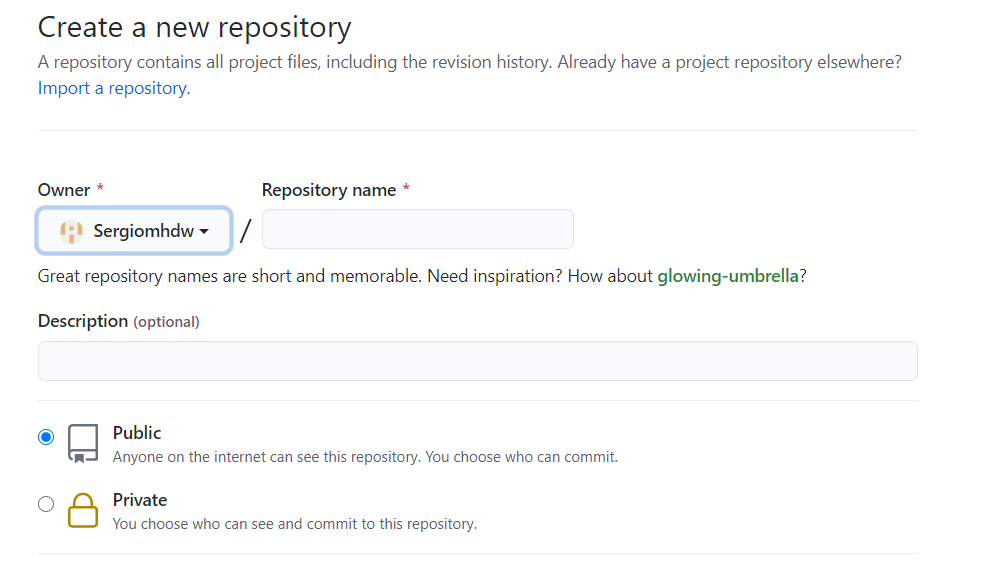 Create a new repository
A repository contains all project files, including the revision history. Already have a project repository elsewhere?
Import a repository.
Owner *
Repository name *
Sergiomhdw /
Great repository names are short and memorable. Need inspiration? How about glowing-umbrella?
Description (optional)
Public
Anyone on the internet can see this repository. You choose who can commit.
Private
You choose who can see and commit to this repository.